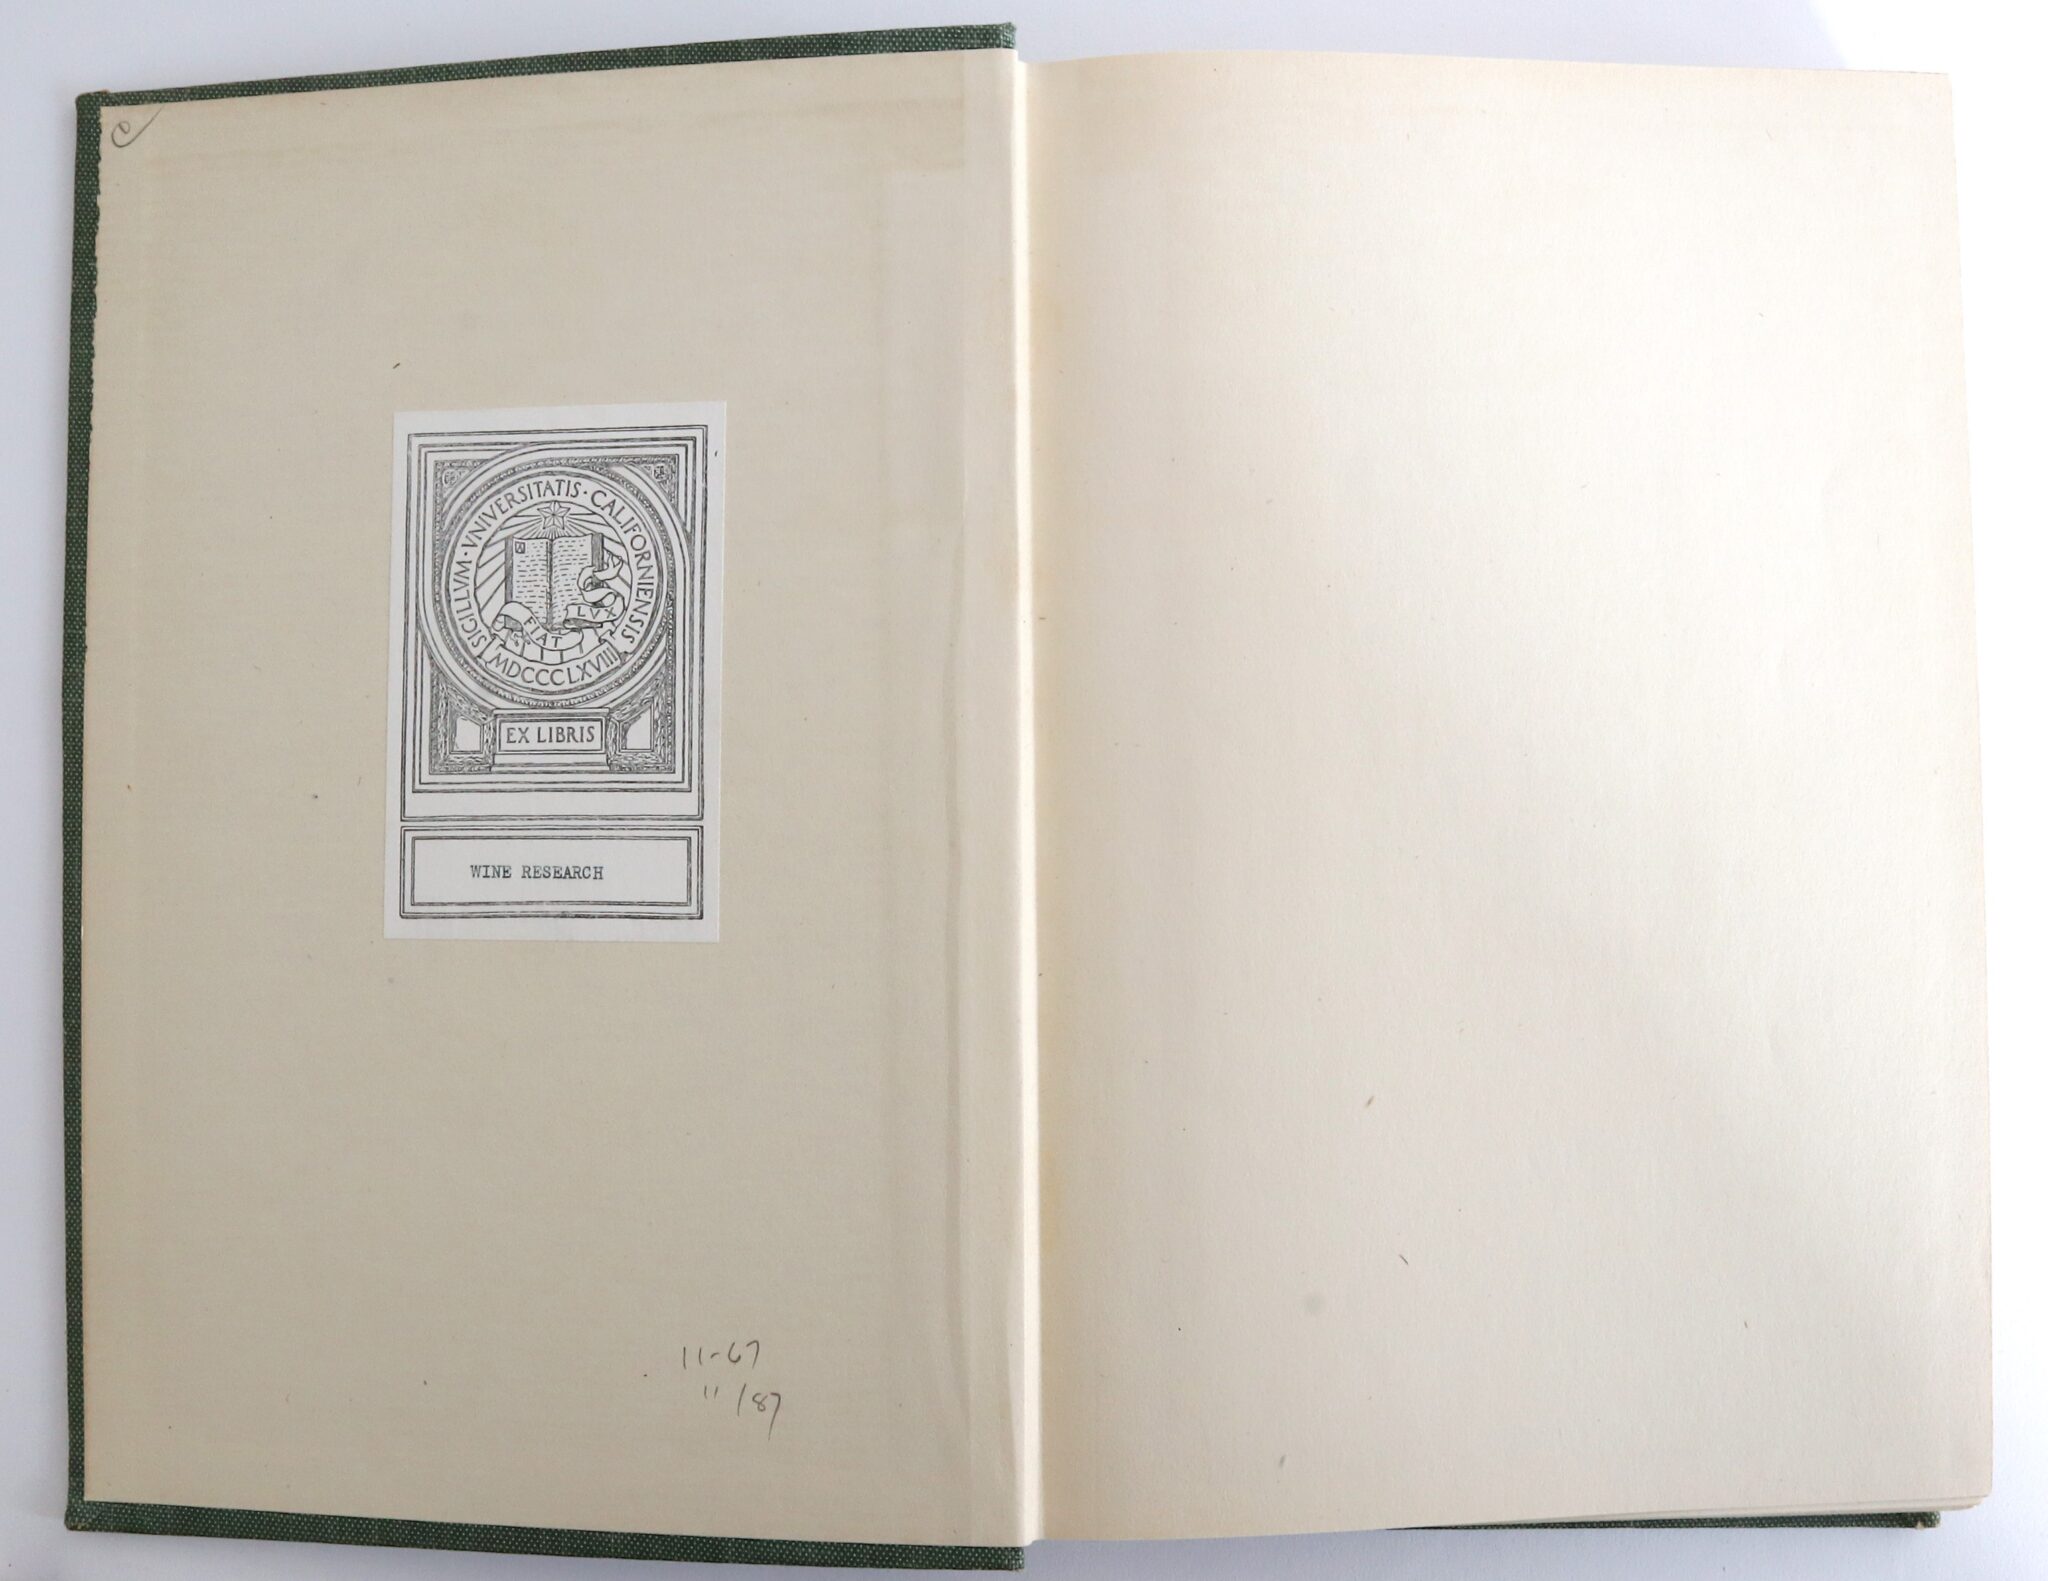 SIGILLVM · VNIVERSITATIS · CALIFORNIENSIS
FIAT LVX
MDCCCLXVIII
EX LIBRIS
WINE RESEARCH
11-67
11/87